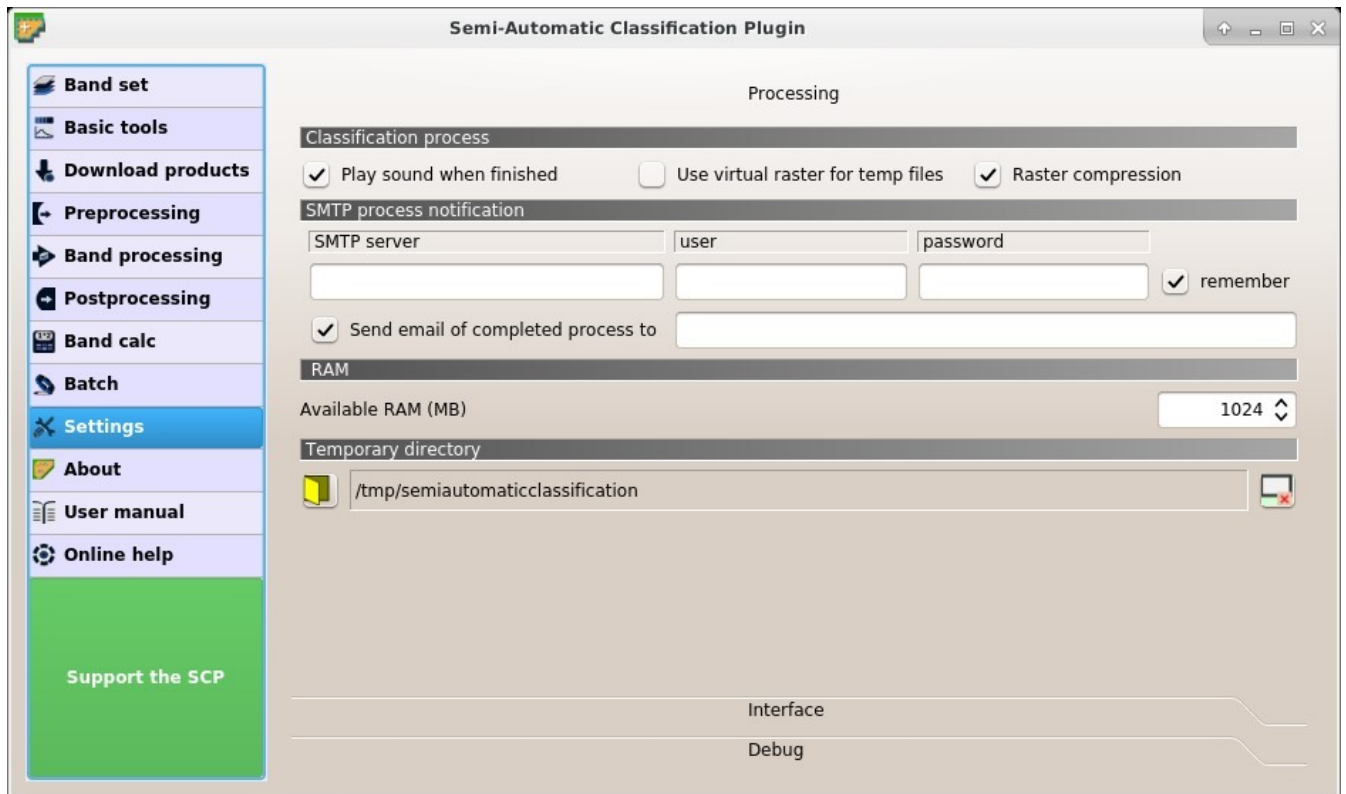 Semi-Automatic Classification Plugin
Band set
Basic tools
Download products
Preprocessing
Band processing
Postprocessing
Band calc
Batch
Settings
About
User manual
Online help
Support the SCP
Processing
Classification process
Play sound when finished Use virtual raster for temp files Raster compression
SMTP process notification
SMTP server user password
remember
Send email of completed process to
RAM
Available RAM (MB) 1024
Temporary directory
/tmp/semiautomaticclassification
Interface
Debug